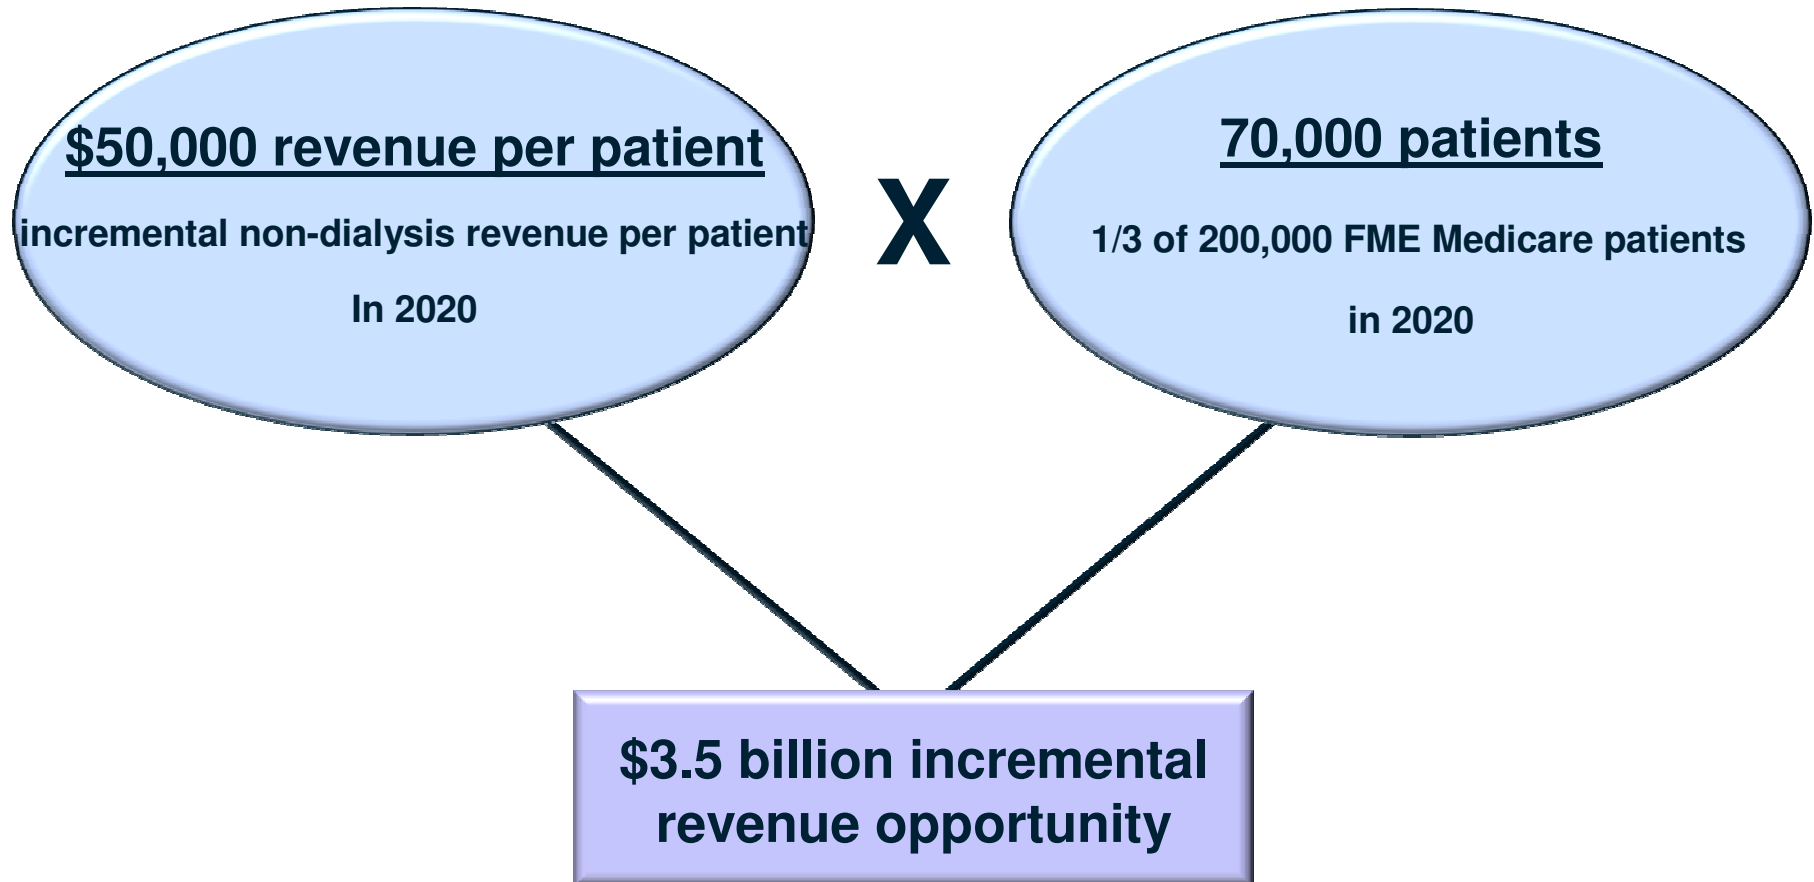 $50,000 revenue per patient
incremental non-dialysis revenue per patient
In 2020
X
70,000 patients
1/3 of 200,000 FME Medicare patients
in 2020
$3.5 billion incremental
revenue opportunity